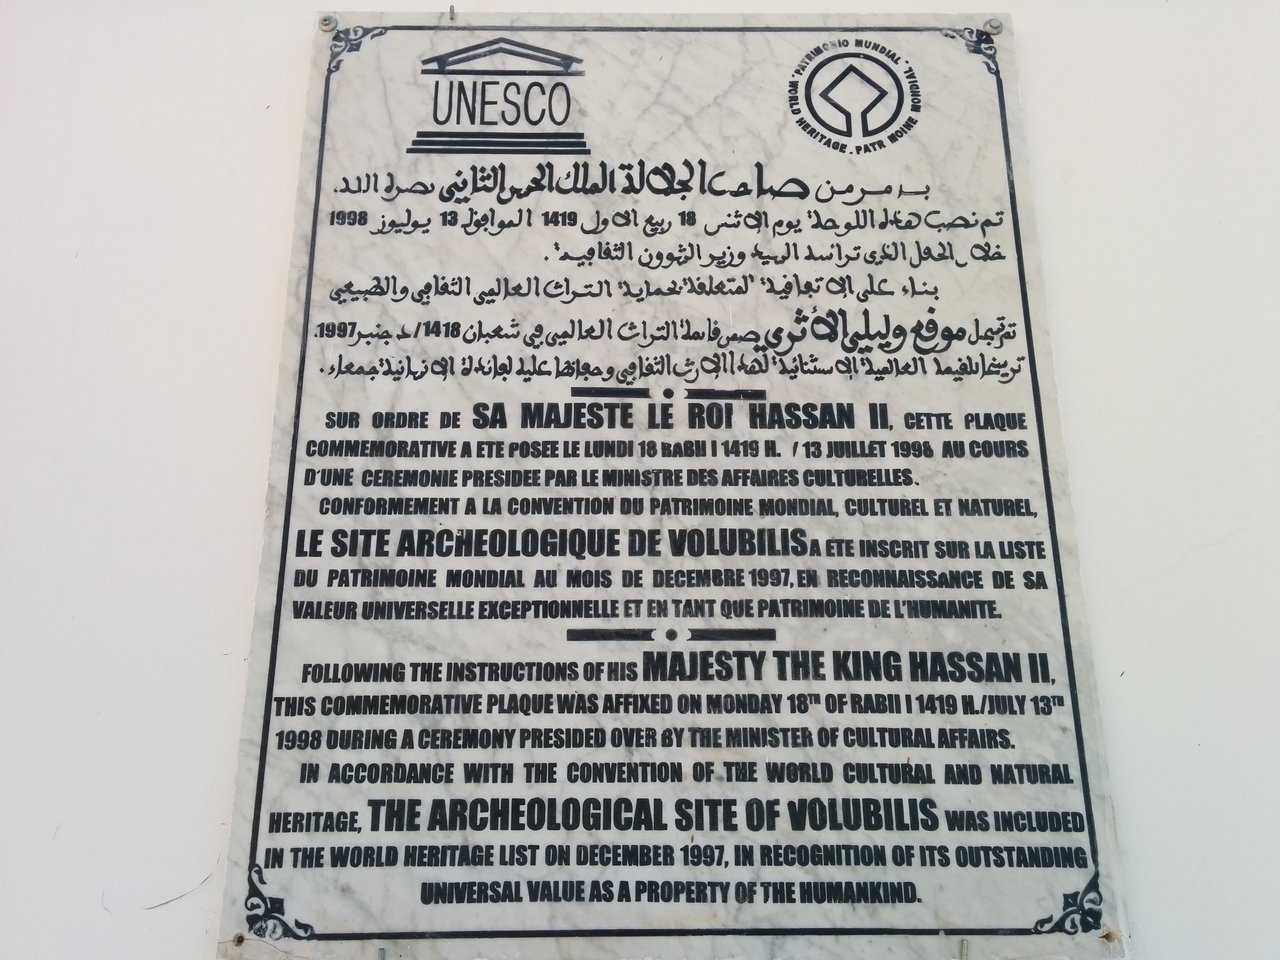 UNESCO
WORLD HERITAGE . PATRIMONIO MUNDIAL . PATRIMOINE MONDIAL .
بأمر من صاحب الجلالة الملك الحسن الثاني نصره الله،
تم نصب هذه اللوحة يوم الاثنين 18 ربيع الاول 1419 الموافق 13 يوليوز 1998
خلال الحفل الذي ترأسه السيد وزير الشؤون الثقافية.
بناء على الاتفاقية المتعلقة بحماية التراث العالمي الثقافي والطبيعي
تم تسجيل موقع وليلي الأثري ضمن قائمة التراث العالمي في شعبان 1418/دجنبر 1997.
للقيمة العالمية الاستثنائية لهذا الإرث الثقافي لفائدة الإنسانية جمعاء.
SUR ORDRE DE SA MAJESTE LE ROI HASSAN II, CETTE PLAQUE
COMMEMORATIVE A ETE POSEE LE LUNDI 18 RABII I 1419 H. / 13 JUILLET 1998 AU COURS
D'UNE CEREMONIE PRESIDEE PAR LE MINISTRE DES AFFAIRES CULTURELLES.
CONFORMEMENT A LA CONVENTION DU PATRIMOINE MONDIAL, CULTUREL ET NATUREL,
LE SITE ARCHEOLOGIQUE DE VOLUBILIS A ETE INSCRIT SUR LA LISTE
DU PATRIMOINE MONDIAL AU MOIS DE DECEMBRE 1997, EN RECONNAISSANCE DE SA
VALEUR UNIVERSELLE EXCEPTIONNELLE ET EN TANT QUE PATRIMOINE DE L'HUMANITE.
FOLLOWING THE INSTRUCTIONS OF HIS MAJESTY THE KING HASSAN II,
THIS COMMEMORATIVE PLAQUE WAS AFFIXED ON MONDAY 18TH OF RABII I 1419 H./JULY 13TH
1998 DURING A CEREMONY PRESIDED OVER BY THE MINISTER OF CULTURAL AFFAIRS.
IN ACCORDANCE WITH THE CONVENTION OF THE WORLD CULTURAL AND NATURAL
HERITAGE, THE ARCHEOLOGICAL SITE OF VOLUBILIS WAS INCLUDED
IN THE WORLD HERITAGE LIST ON DECEMBER 1997, IN RECOGNITION OF ITS OUTSTANDING
UNIVERSAL VALUE AS A PROPERTY OF THE HUMANKIND.